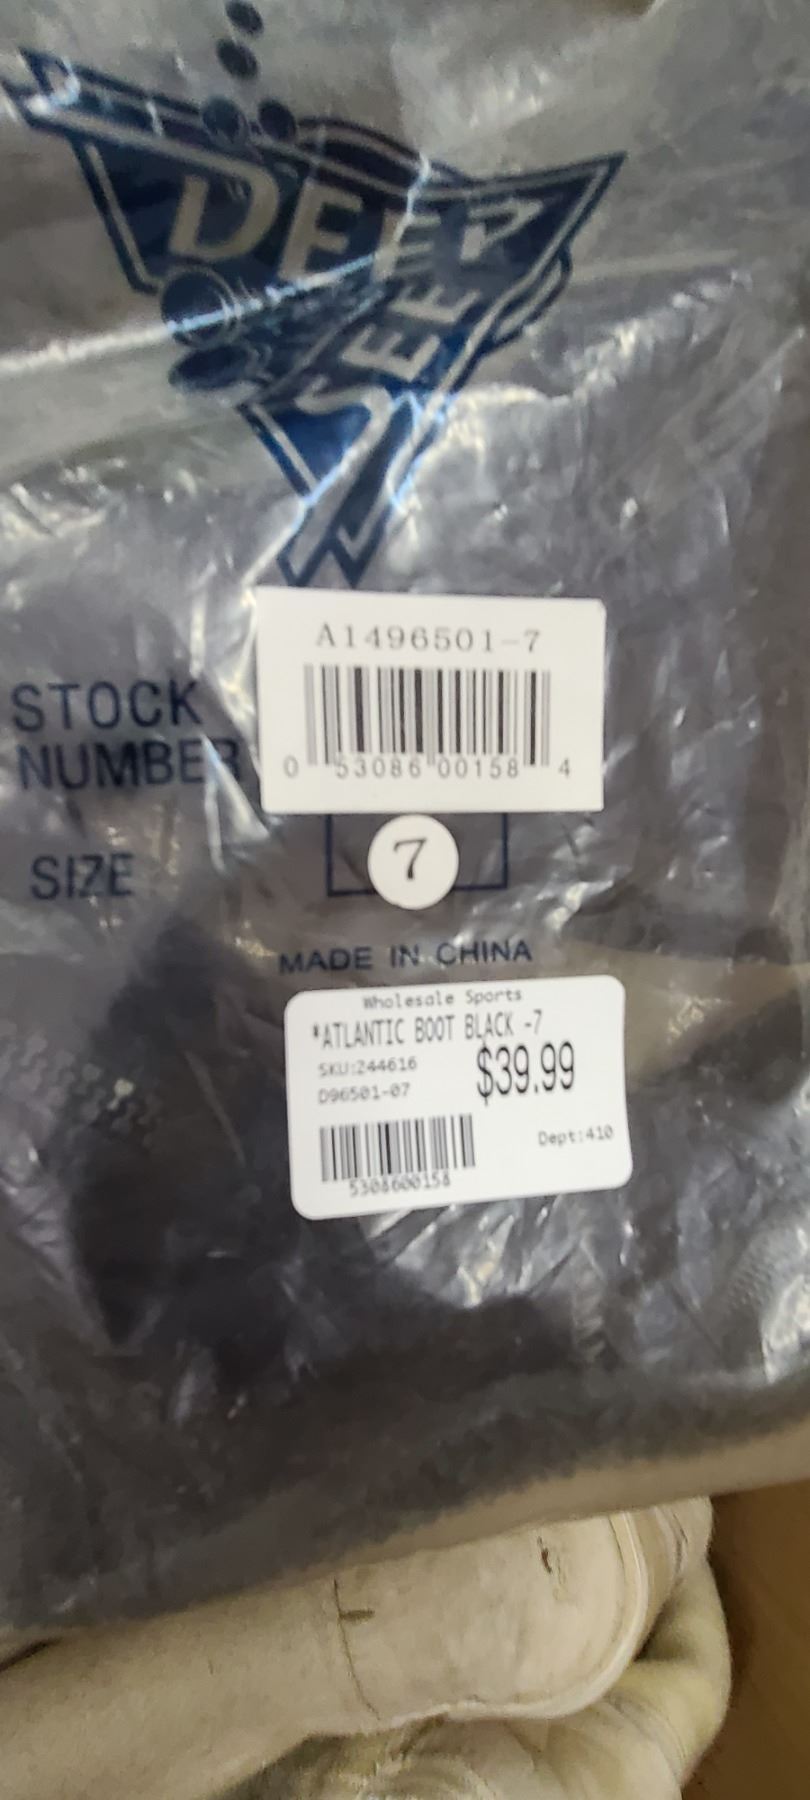 DEEP
SEE
A1496501-7
STOCK
NUMBER
0 53086 00158 4
SIZE
7
MADE IN CHINA
Wholesale Sports
*ATLANTIC BOOT BLACK -7
SKU:244616
$39.99
D96501-07
Dept:410
5308600158